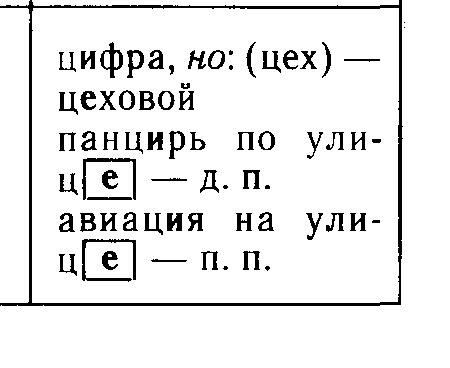 цифра, но: (цех) —
цеховой
панцирь по ули-
це — д. п.
авиация на ули-
це — п. п.